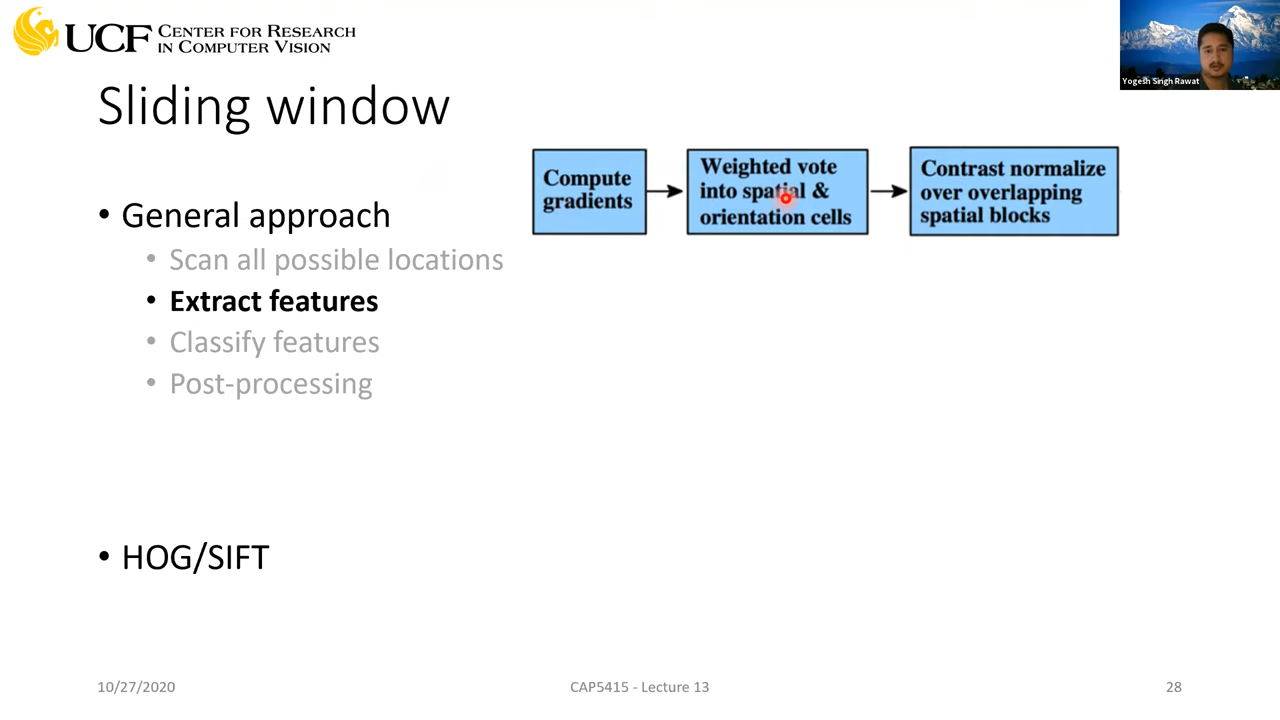 UCF CENTER FOR RESEARCH
IN COMPUTER VISION
Yogesh Singh Rawat
Sliding window
Compute
gradients
Weighted vote
into spatial &
orientation cells
Contrast normalize
over overlapping
spatial blocks
• General approach
• Scan all possible locations
• Extract features
• Classify features
• Post-processing
• HOG/SIFT
10/27/2020
CAP5415 - Lecture 13
28